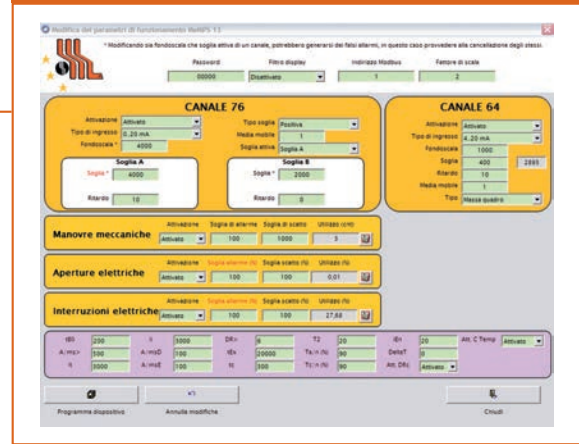 Modifica dei parametri di funzionamento
* Modificando sia fondoscala che soglia attiva di un canale, potrebbero generarsi dei falsi allarmi, in questo caso provvedere alla cancellazione degli stessi.
Password Filtro display Indirizzo Modbus Fattore di scala
00000 Disattivato 1 2
CANALE 76
Attivazione Attivato Tipo soglia Positiva
Tipo di ingresso 0..20 mA Media mobile 1
Fondoscala * 4000 Soglia attiva Soglia A
Soglia A Soglia B
Soglia * 4000 Soglia * 2000
Ritardo 10 Ritardo 0
CANALE 64
Attivazione Attivato
Tipo di ingresso 4..20 mA
Fondoscala 1000
Soglia 400 2895
Ritardo 10
Media mobile 1
Tipo Messa quadro
Attivazione Soglia di allarme Soglia di scatto Utilizzo (cnt)
Manovre meccaniche Attivato 100 1000 3
Attivazione Soglia allarme (%) Soglia scatto (%) Utilizzo (%)
Aperture elettriche Attivato 100 100 0,01
Attivazione Soglia allarme (%) Soglia scatto (%) Utilizzo (%)
Interruzioni elettriche Attivato 100 100 27,68
200 3000 DR> 6 T2 20 20 Att. C Temp Attivato
500 100 20000 90 DeltaT 0
3000 100 300 90 Att. Attivato
Programma dispositivo Annulla modifiche Chiudi